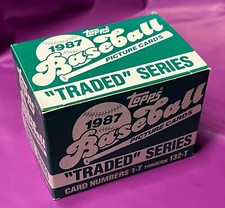 topps
1987
Baseball
PICTURE CARDS
"TRADED" SERIES
topps
1987
Baseball
PICTURE CARDS
"TRADED" SERIES
CARD NUMBERS 1-T THROUGH 132-T